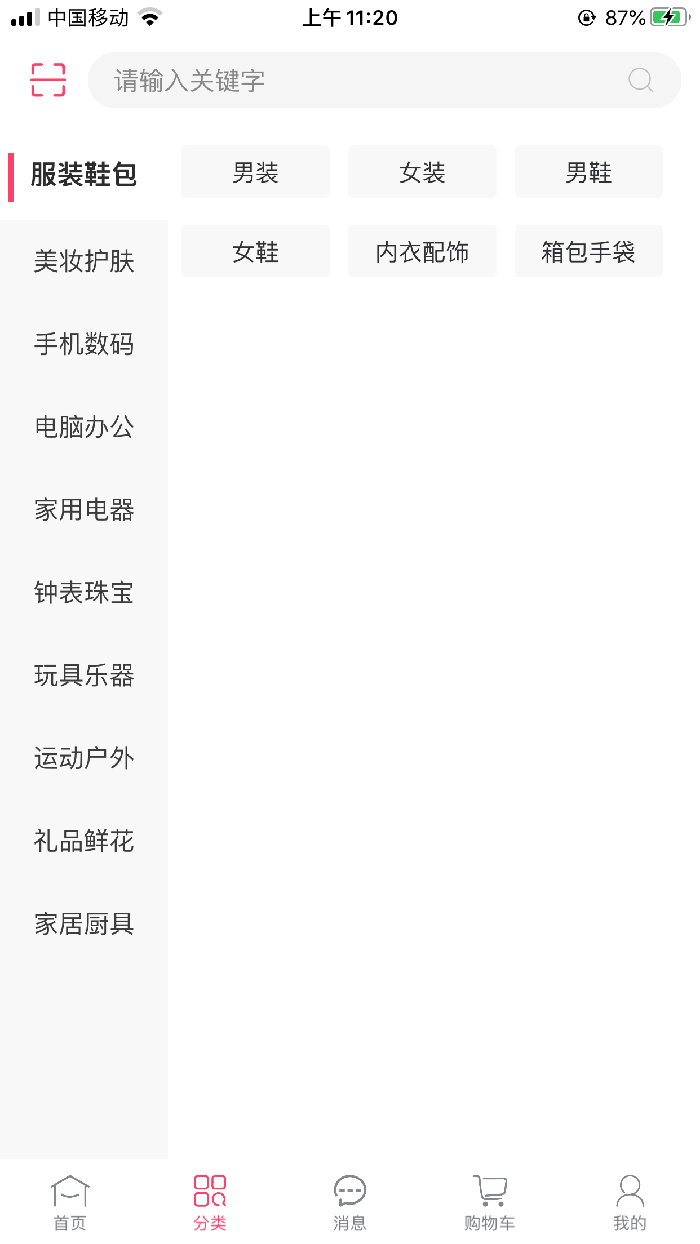 中国移动 上午11:20 87%
请输入关键字
服装鞋包
男装 女装 男鞋
女鞋 内衣配饰 箱包手袋
美妆护肤
手机数码
电脑办公
家用电器
钟表珠宝
玩具乐器
运动户外
礼品鲜花
家居厨具
首页 分类 消息 购物车 我的